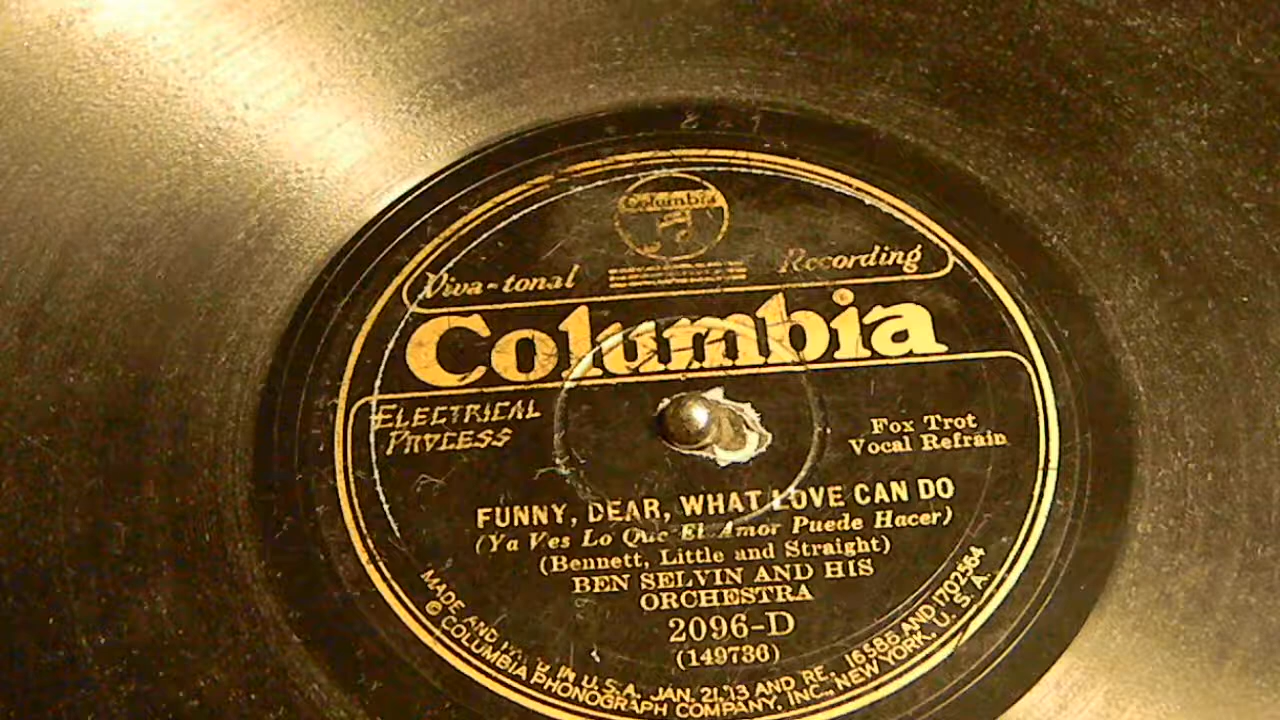 Columbia
Viva-tonal Recording
Columbia
ELECTRICAL
PROCESS
Fox Trot
Vocal Refrain
FUNNY, DEAR, WHAT LOVE CAN DO
(Ya Ves Lo Que El Amor Puede Hacer)
(Bennett, Little and Straight)
BEN SELVIN AND HIS
ORCHESTRA
2096-D
(149736)
MADE AND IN U.S.A. JAN. 21,'13 AND RE. 16586 AND 1702564
© COLUMBIA PHONOGRAPH COMPANY, INC., NEW YORK, U.S.A.